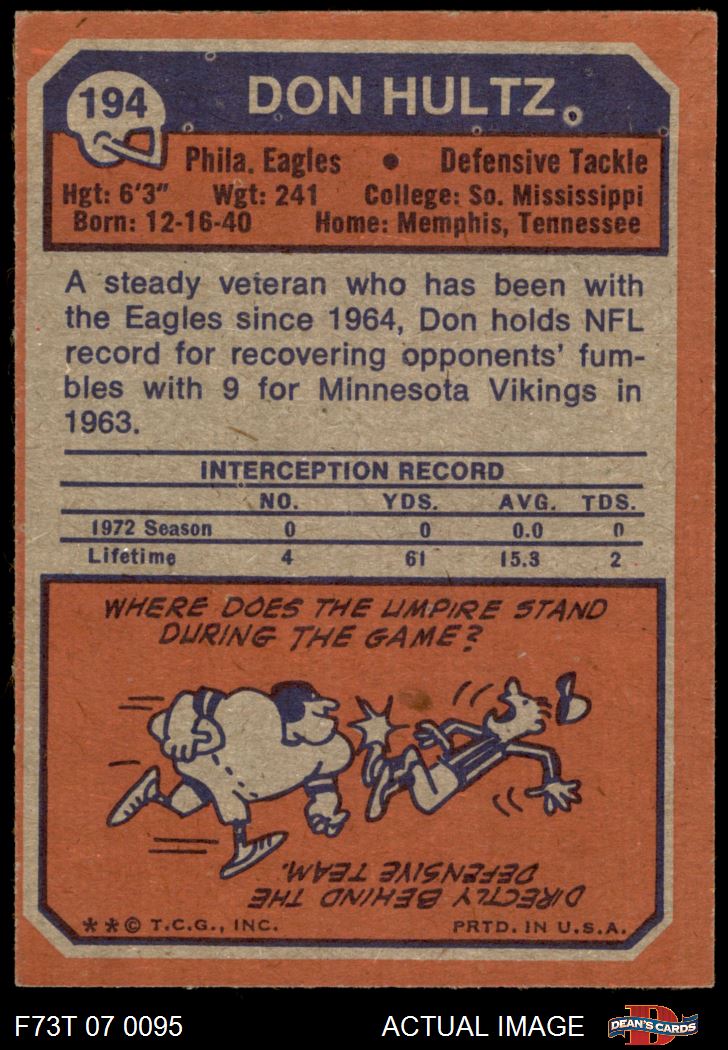 194
DON HULTZ
Phila. Eagles • Defensive Tackle
Hgt: 6'3" Wgt: 241 College: So. Mississippi
Born: 12-16-40 Home: Memphis, Tennessee
A steady veteran who has been with
the Eagles since 1964, Don holds NFL
record for recovering opponents' fum-
bles with 9 for Minnesota Vikings in
1963.
INTERCEPTION RECORD
NO. YDS. AVG. TDS.
1972 Season 0 0 0.0 0
Lifetime 4 61 15.3 2
WHERE DOES THE UMPIRE STAND
DURING THE GAME?
DIRECTLY BEHIND THE
DEFENSIVE TEAM.
**© T.C.G., INC. PRTD. IN U.S.A.
F73T 07 0095 ACTUAL IMAGE DEAN'S CARDS